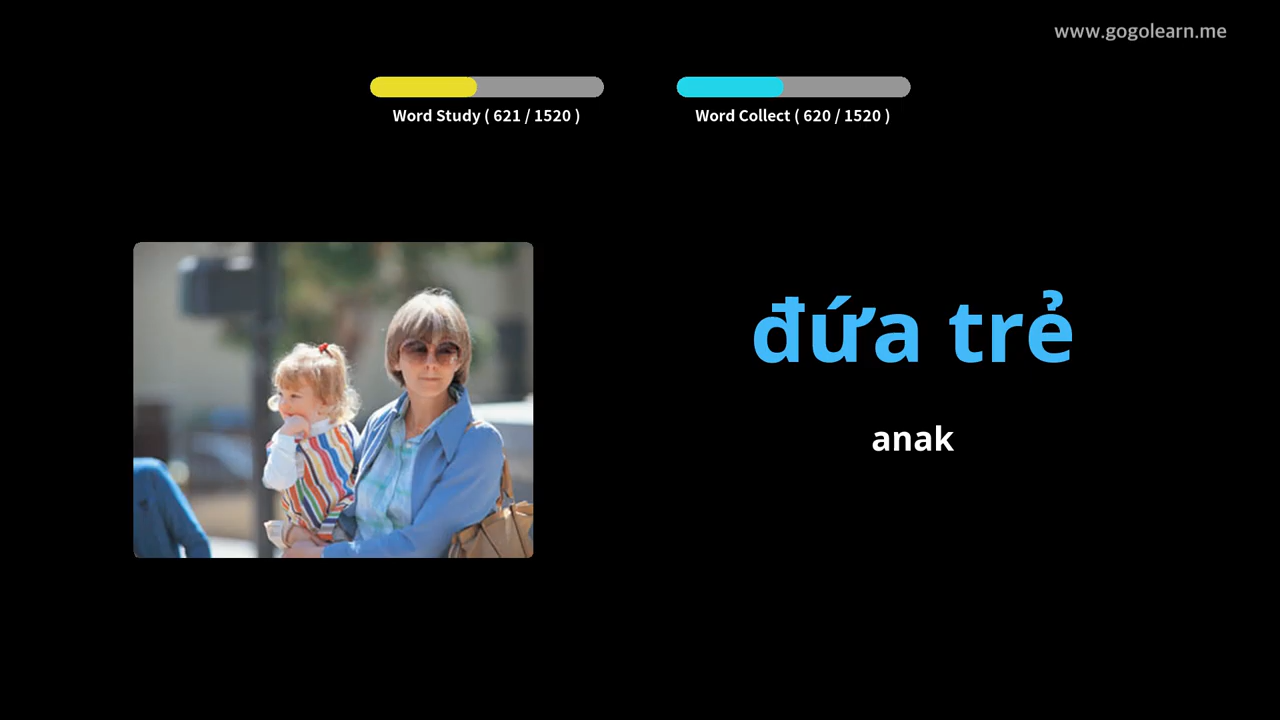 www.gogolearn.me
Word Study ( 621 / 1520 )
Word Collect ( 620 / 1520 )
đứa trẻ
anak